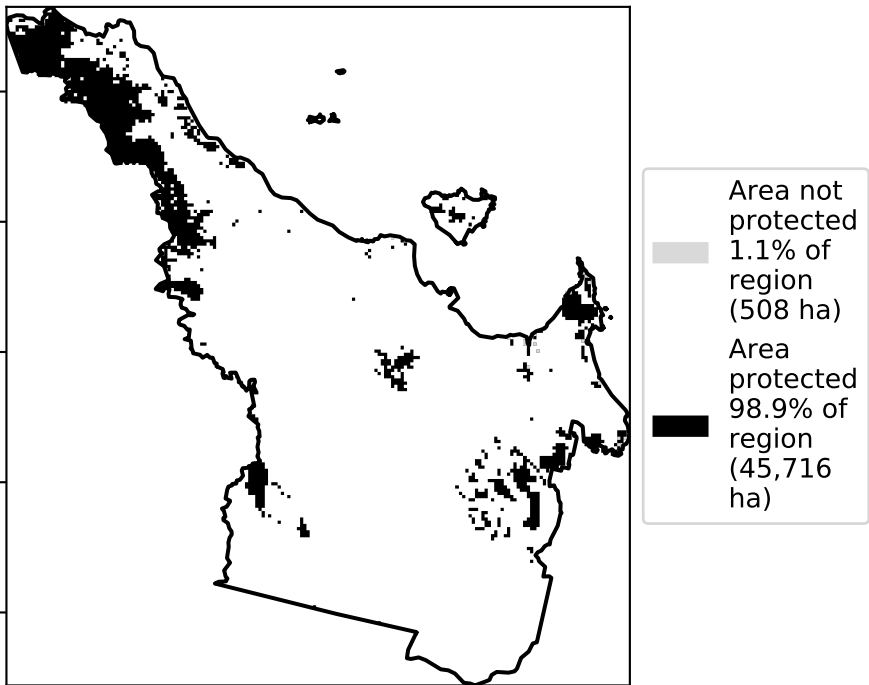 Area not
protected
1.1% of
region
(508 ha)
Area
protected
98.9% of
region
(45,716
ha)